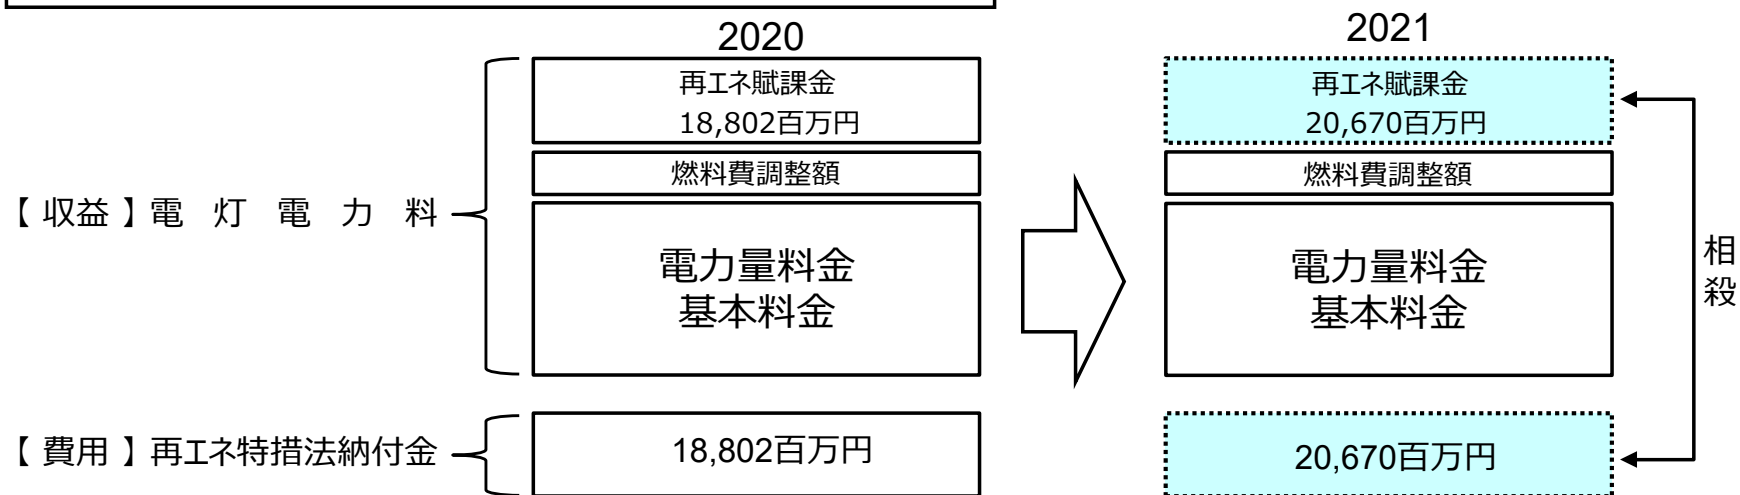 2020
2021
再エネ賦課金
18,802百万円
再エネ賦課金
20,670百万円
燃料費調整額
燃料費調整額
【 収益 】電 灯 電 力 料
電力量料金
基本料金
電力量料金
基本料金
相殺
【 費用 】再エネ特措法納付金
18,802百万円
20,670百万円